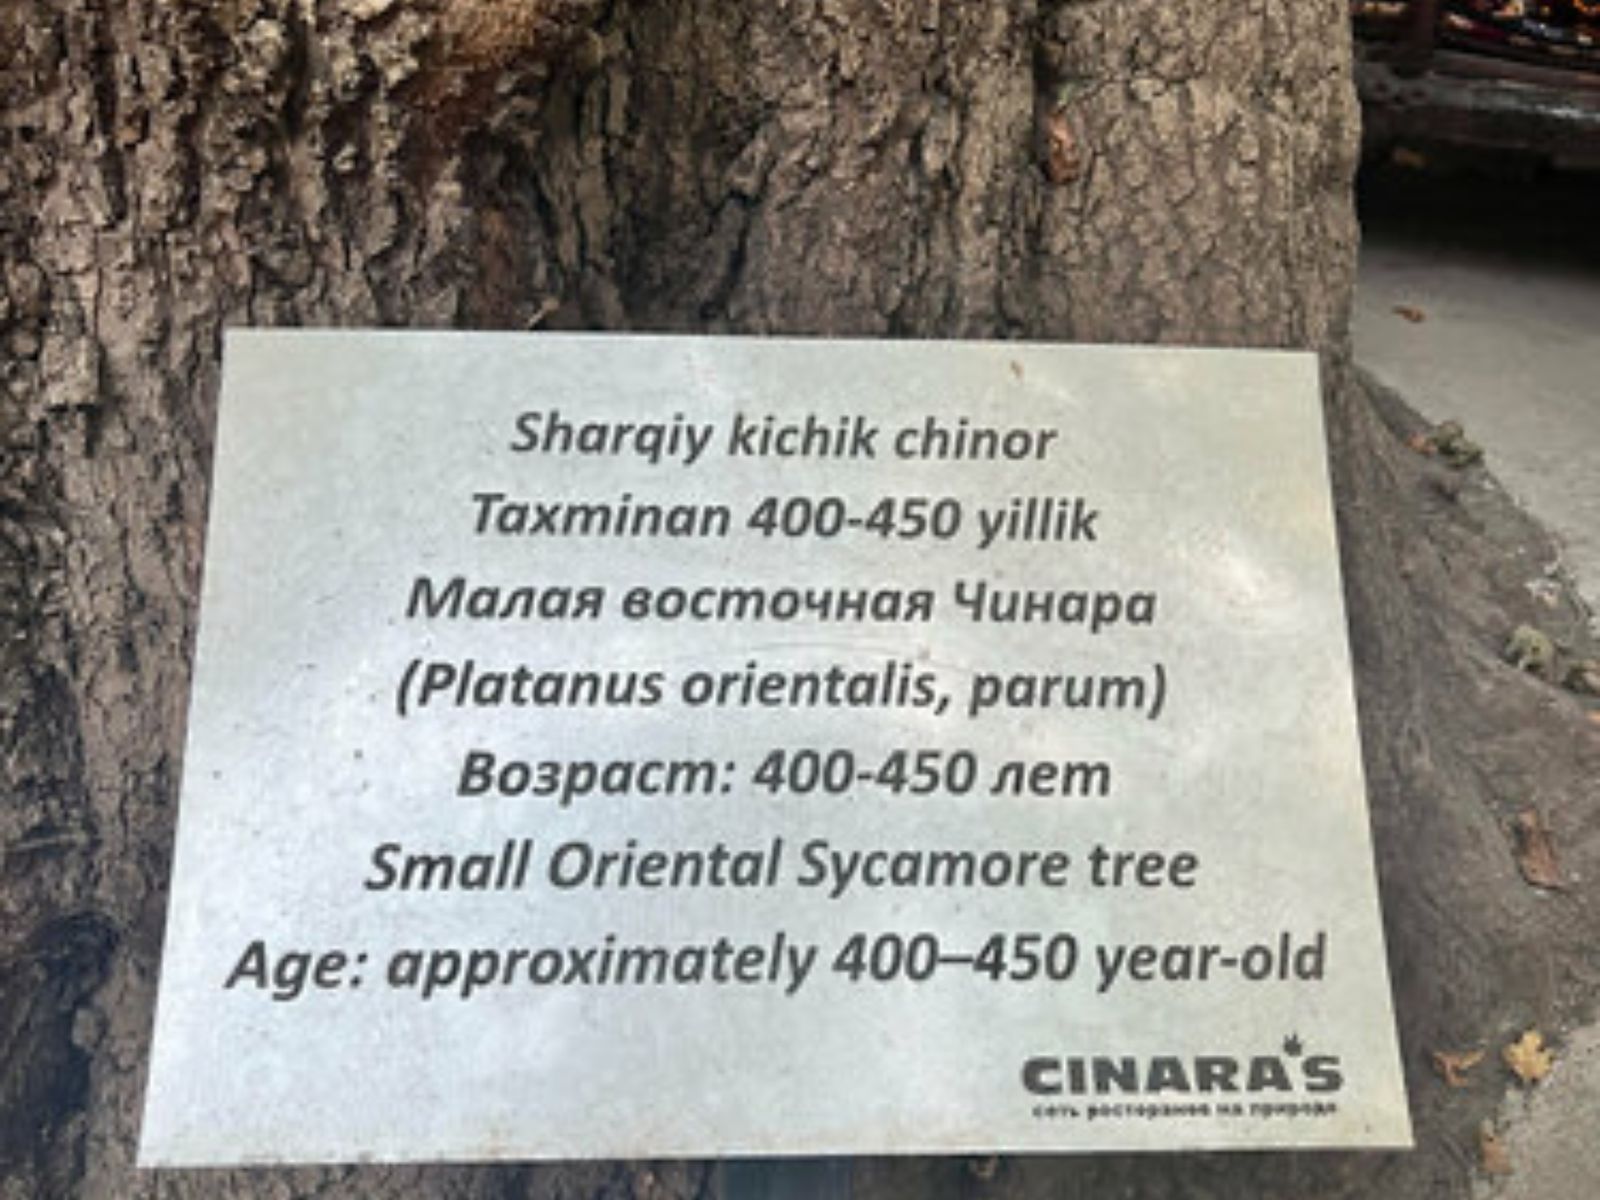 Sharqiy kichik chinor
Taxminan 400-450 yillik
Малая восточная Чинара
(Platanus orientalis, parum)
Возраст: 400-450 лет
Small Oriental Sycamore tree
Age: approximately 400–450 year-old
CINARA'S
сеть ресторанов на природе